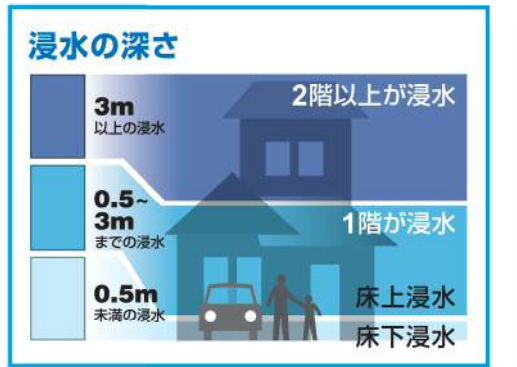 浸水の深さ
3m
以上の浸水
2階以上が浸水
0.5~
3m
までの浸水
1階が浸水
0.5m
未満の浸水
床上浸水
床下浸水